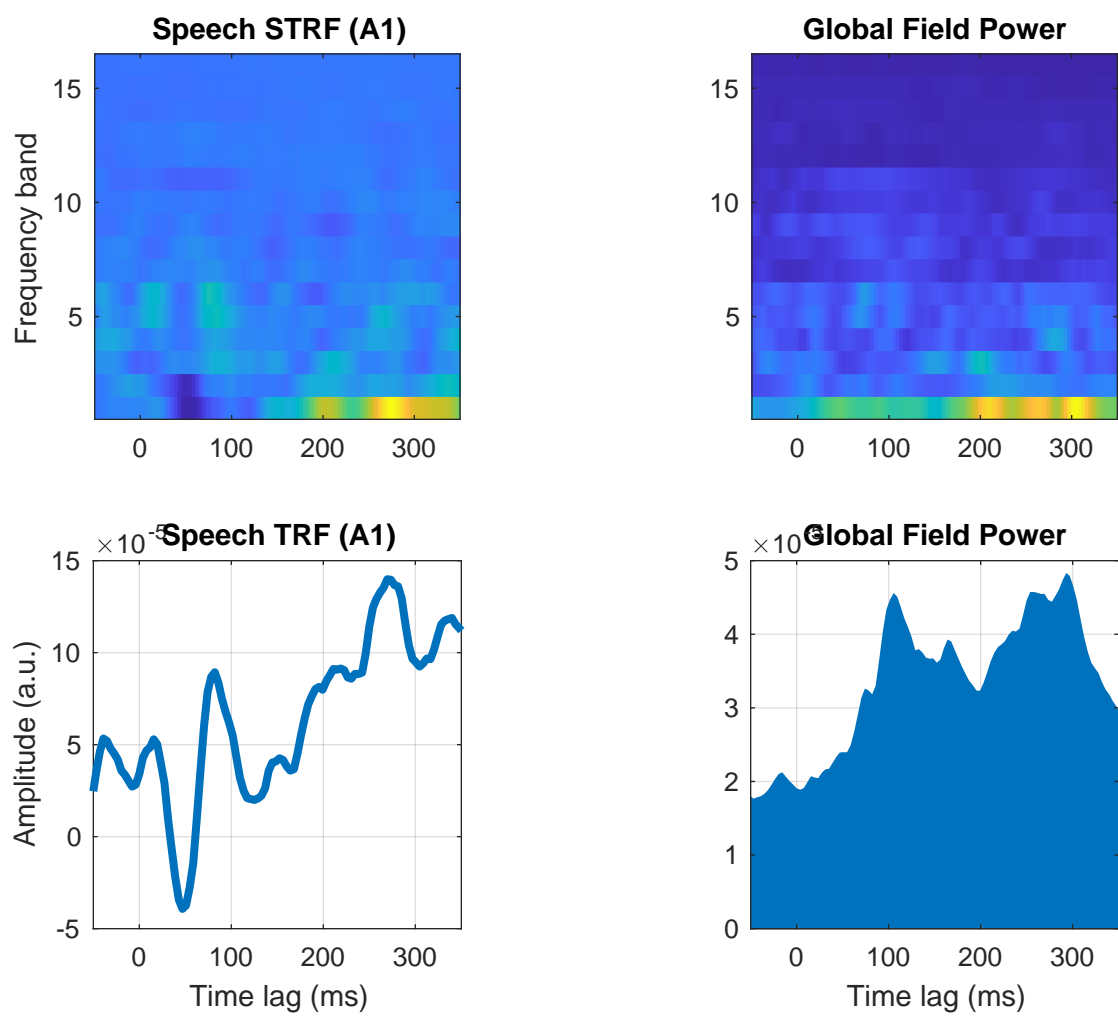 Speech STRF (A1)
Frequency band
15
10
5
0 100 200 300
Global Field Power
15
10
5
0 100 200 300
×10^-5
Speech TRF (A1)
Amplitude (a.u.)
15
10
5
0
-5
0 100 200 300
Time lag (ms)
×10^-5
Global Field Power
5
4
3
2
1
0
0 100 200 300
Time lag (ms)